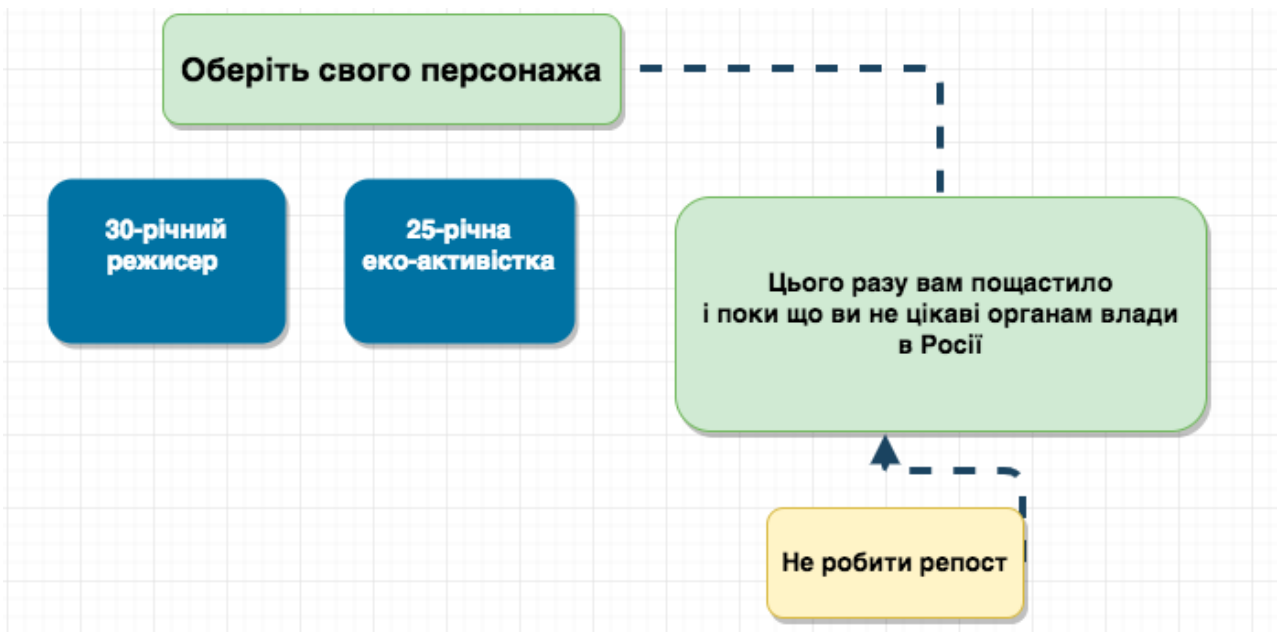 Оберіть свого персонажа
30-річний
режисер
25-річна
еко-активістка
Цього разу вам пощастило
і поки що ви не цікаві органам влади
в Росії
Не робити репост